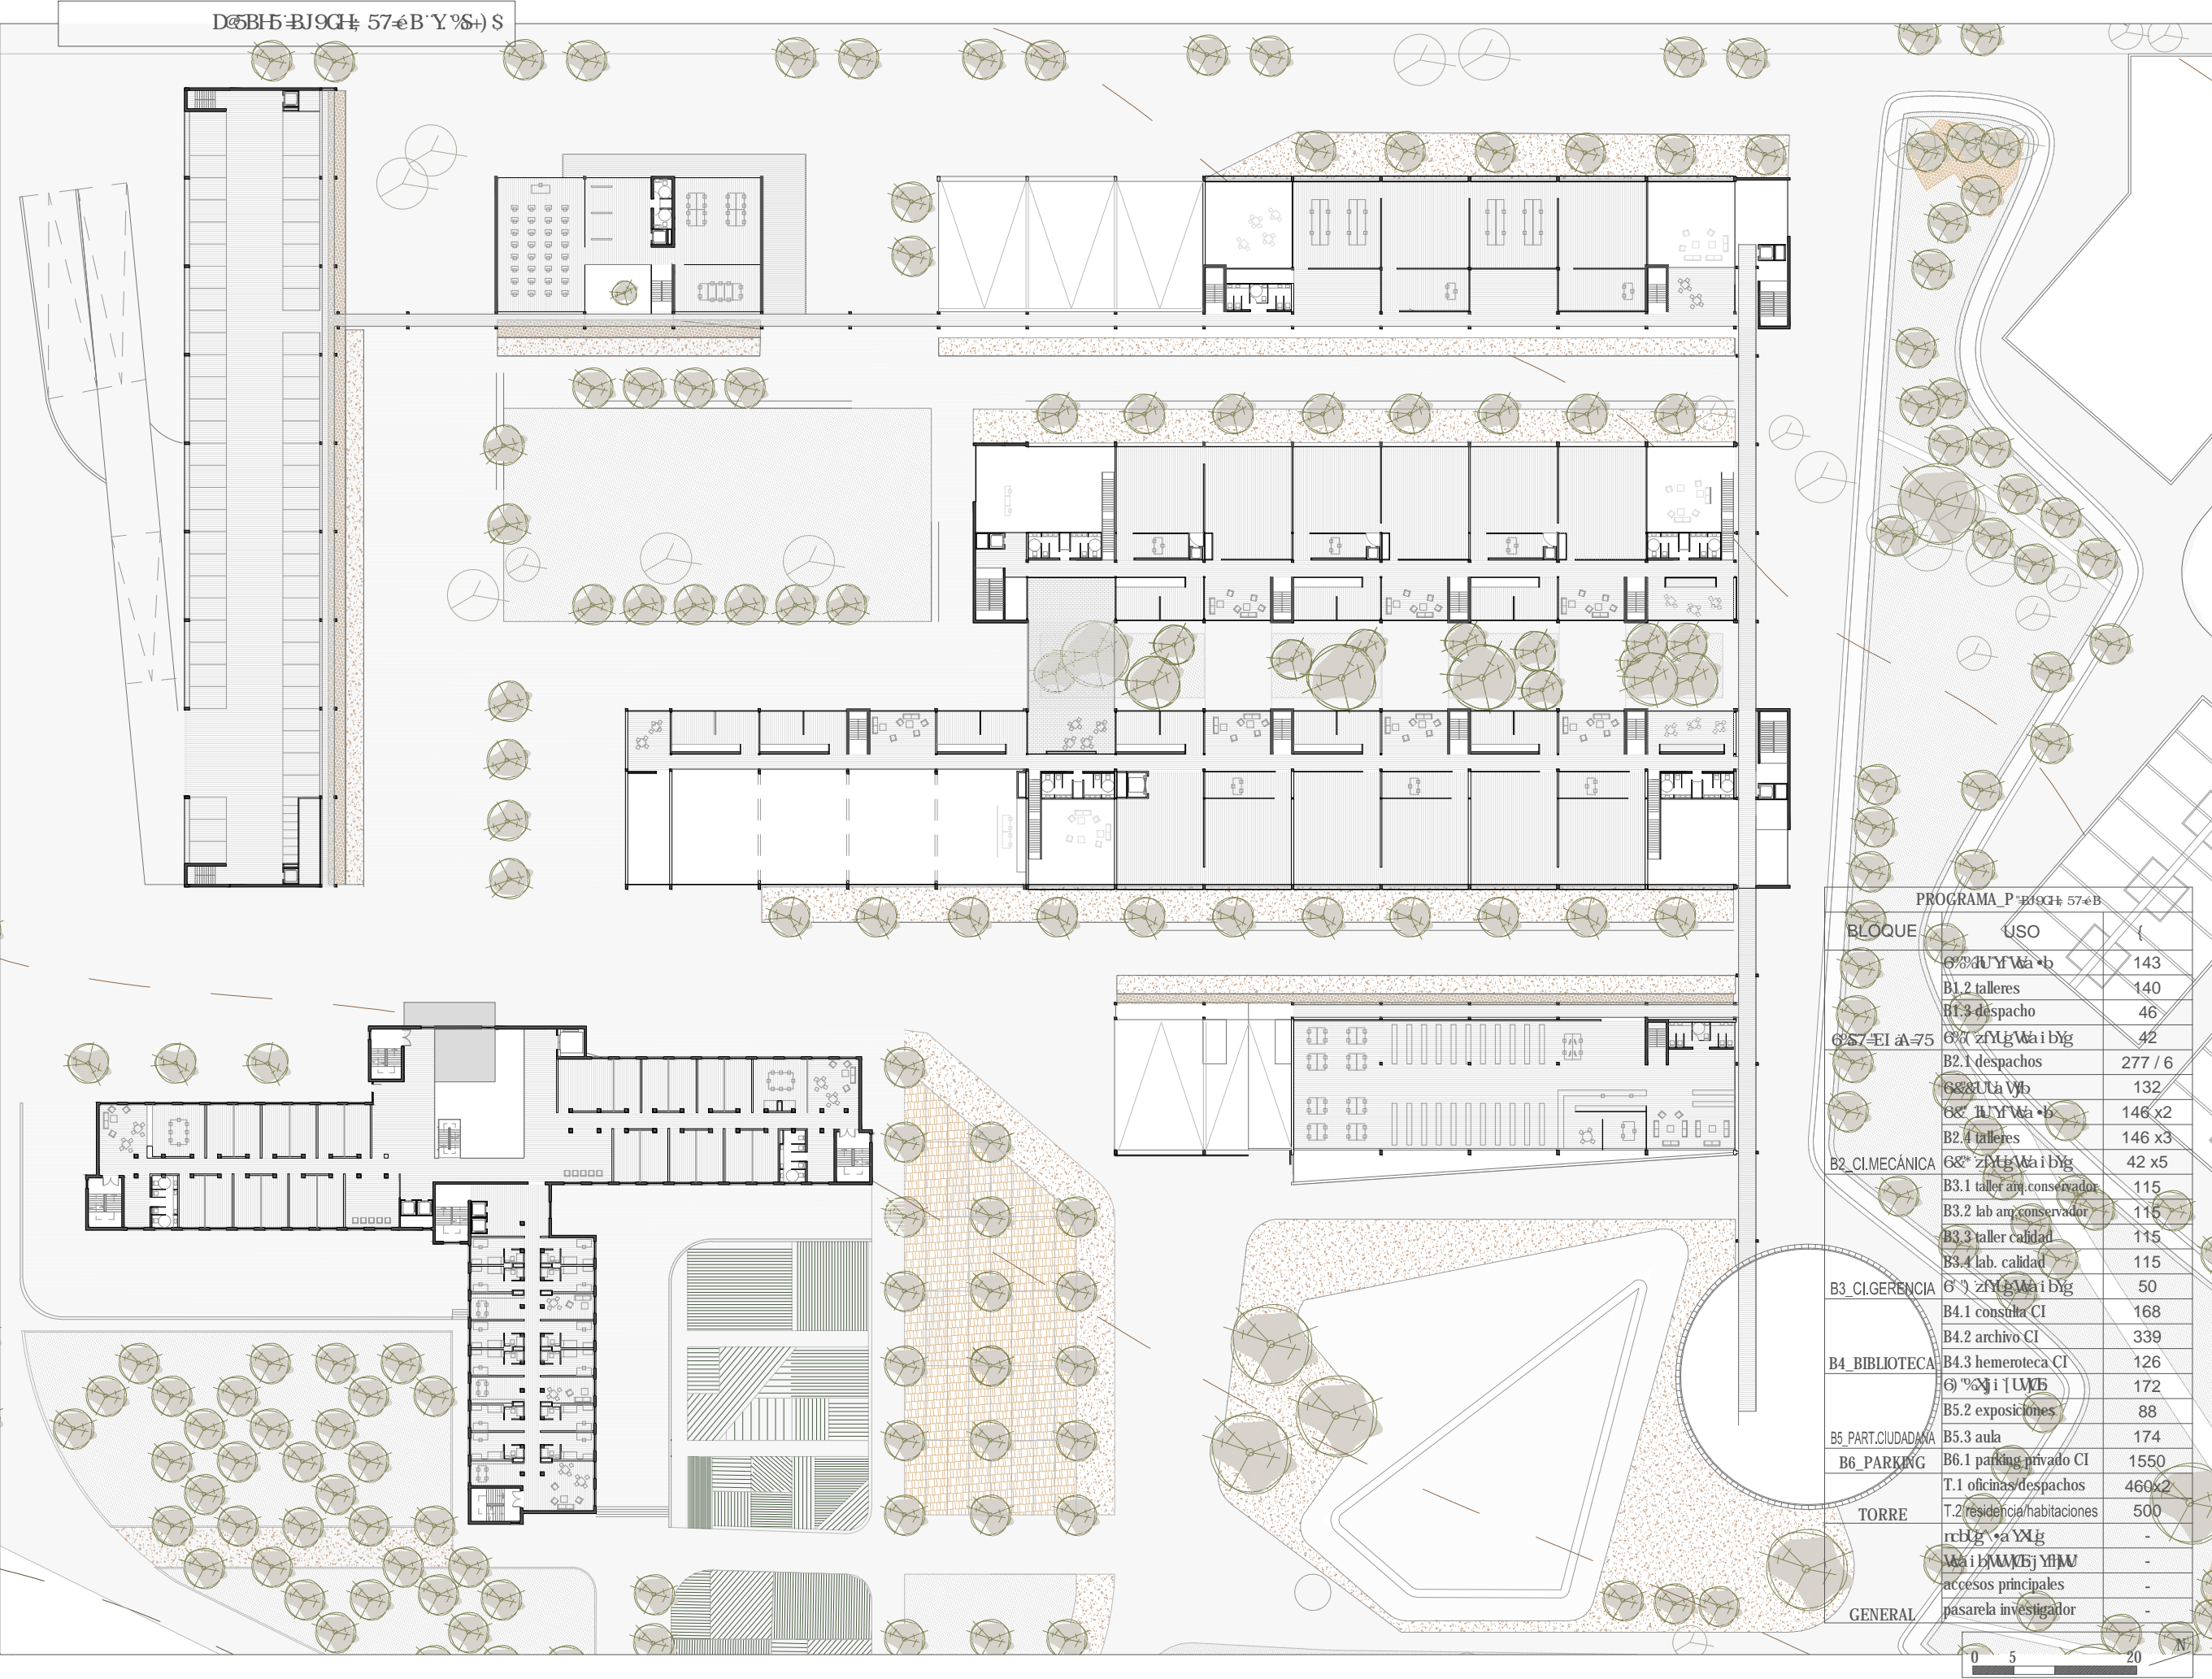 PROGRAMA_P
BLOQUE USO
143
B1.2 talleres 140
B1.3 despacho 46
42
B2.1 despachos 277 / 6
132
146 x2
B2.4 talleres 146 x3
B2_CI.MECÁNICA 42 x5
B3.1 taller arq.conservador 115
B3.2 lab arq.conservador 115
B3.3 taller calidad 115
B3.4 lab. calidad 115
B3_CI.GERENCIA 50
B4.1 consulta CI 168
B4.2 archivo CI 339
B4_BIBLIOTECA B4.3 hemeroteca CI 126
172
B5.2 exposiciones 88
B5_PART.CIUDADANA B5.3 aula 174
B6_PARKING B6.1 parking privado CI 1550
T.1 oficinas/despachos 460x2
TORRE T.2 residencia/habitaciones 500
-
-
accesos principales -
GENERAL pasarela investigador -
0 5 20 N